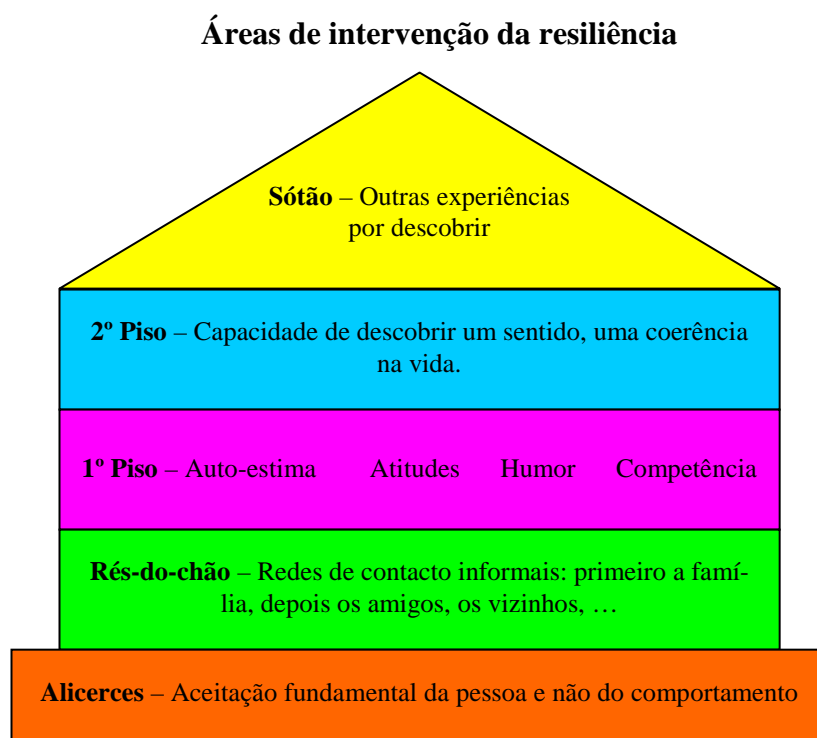 Áreas de intervenção da resiliência
Sótão – Outras experiências
por descobrir
2º Piso – Capacidade de descobrir um sentido, uma coerência
na vida.
1º Piso – Auto-estima Atitudes Humor Competência
Rés-do-chão – Redes de contacto informais: primeiro a famí-
lia, depois os amigos, os vizinhos, …
Alicerces – Aceitação fundamental da pessoa e não do comportamento